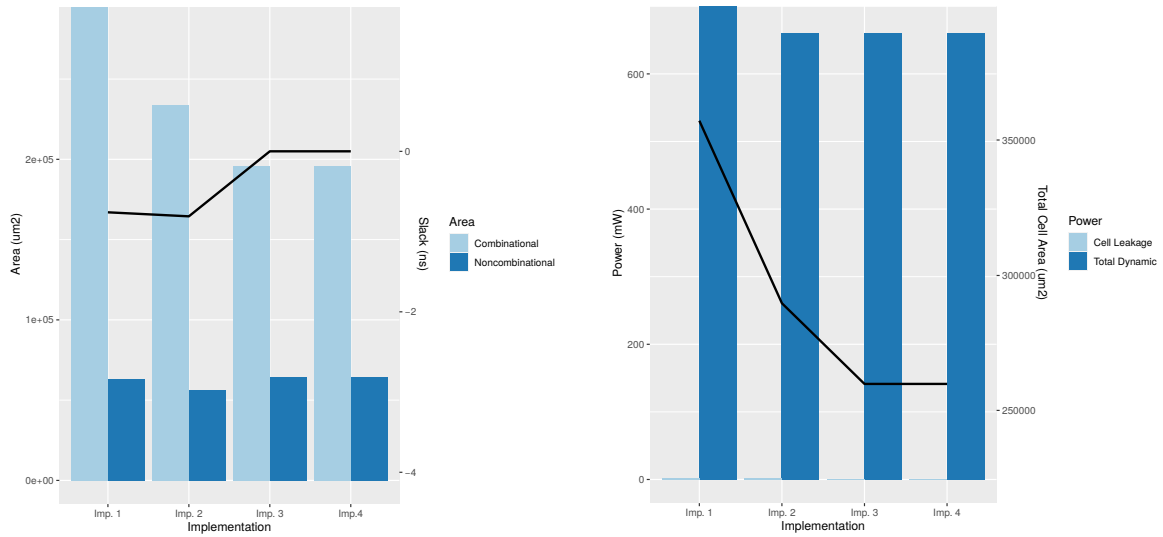 Area (um2)
2e+05
1e+05
0e+00
0
−2
−4
Slack (ns)
Imp. 1
Imp. 2
Imp. 3
Imp.4
Implementation
Area
Combinational
Noncombinational
Power (mW)
600
400
200
0
350000
300000
250000
Total Cell Area (um2)
Imp. 1
Imp. 2
Imp. 3
Imp. 4
Implementation
Power
Cell Leakage
Total Dynamic